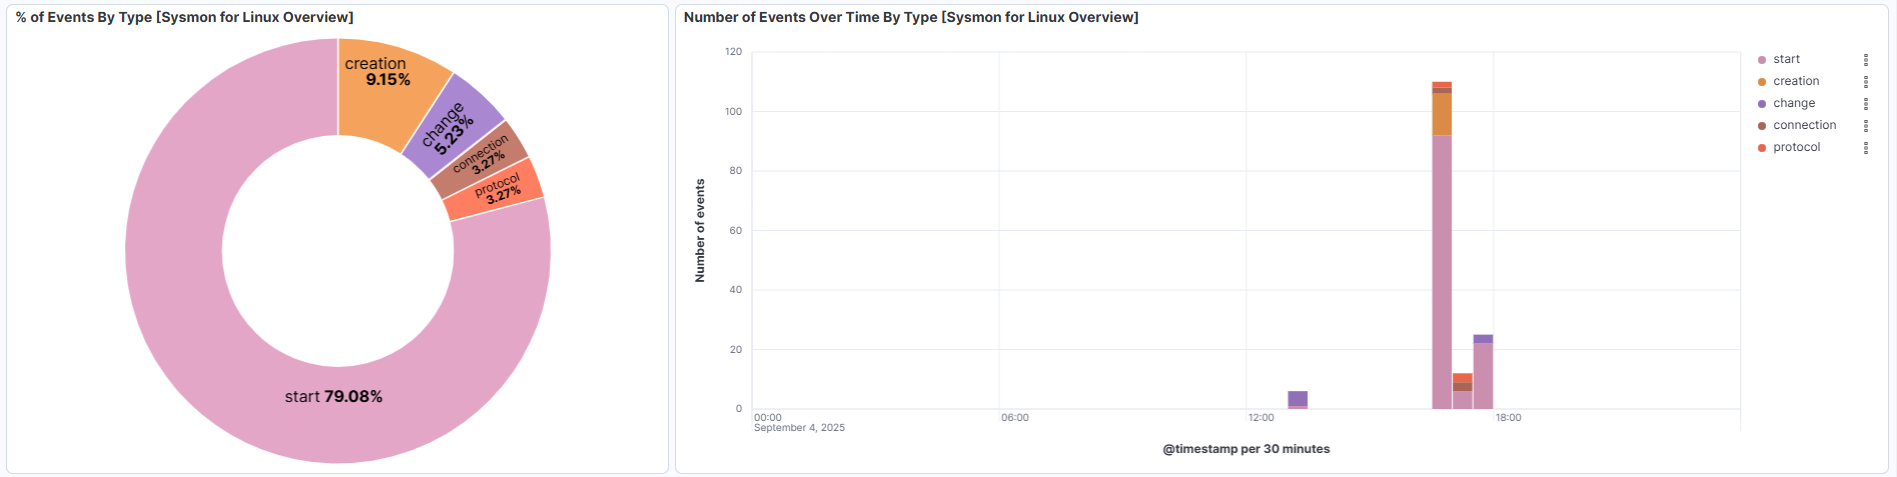 % of Events By Type [Sysmon for Linux Overview]
creation
9.15%
change
5.23%
connection
3.27%
protocol
3.27%
start 79.08%
Number of Events Over Time By Type [Sysmon for Linux Overview]
Number of events
120
100
80
60
40
20
0
00:00
September 4, 2025
06:00
12:00
18:00
@timestamp per 30 minutes
start
creation
change
connection
protocol